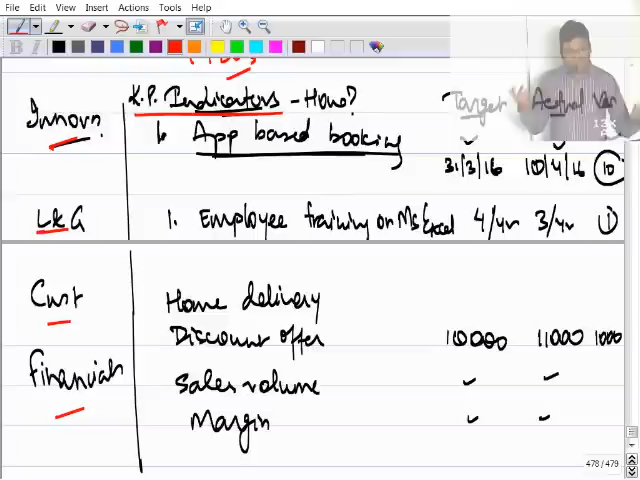 File Edit View Insert Actions Tools Help
K.P. Indicators - How?
Target Actual Var
Innovn.
App based booking
31/3/16 10/4/16 10
L&G 1. Employee training on Ms Excel 4/yr 3/yr 1
Cust Home delivery
Discount offer 10000 11000 1000
Financials
Sales volume
Margin
478 / 479